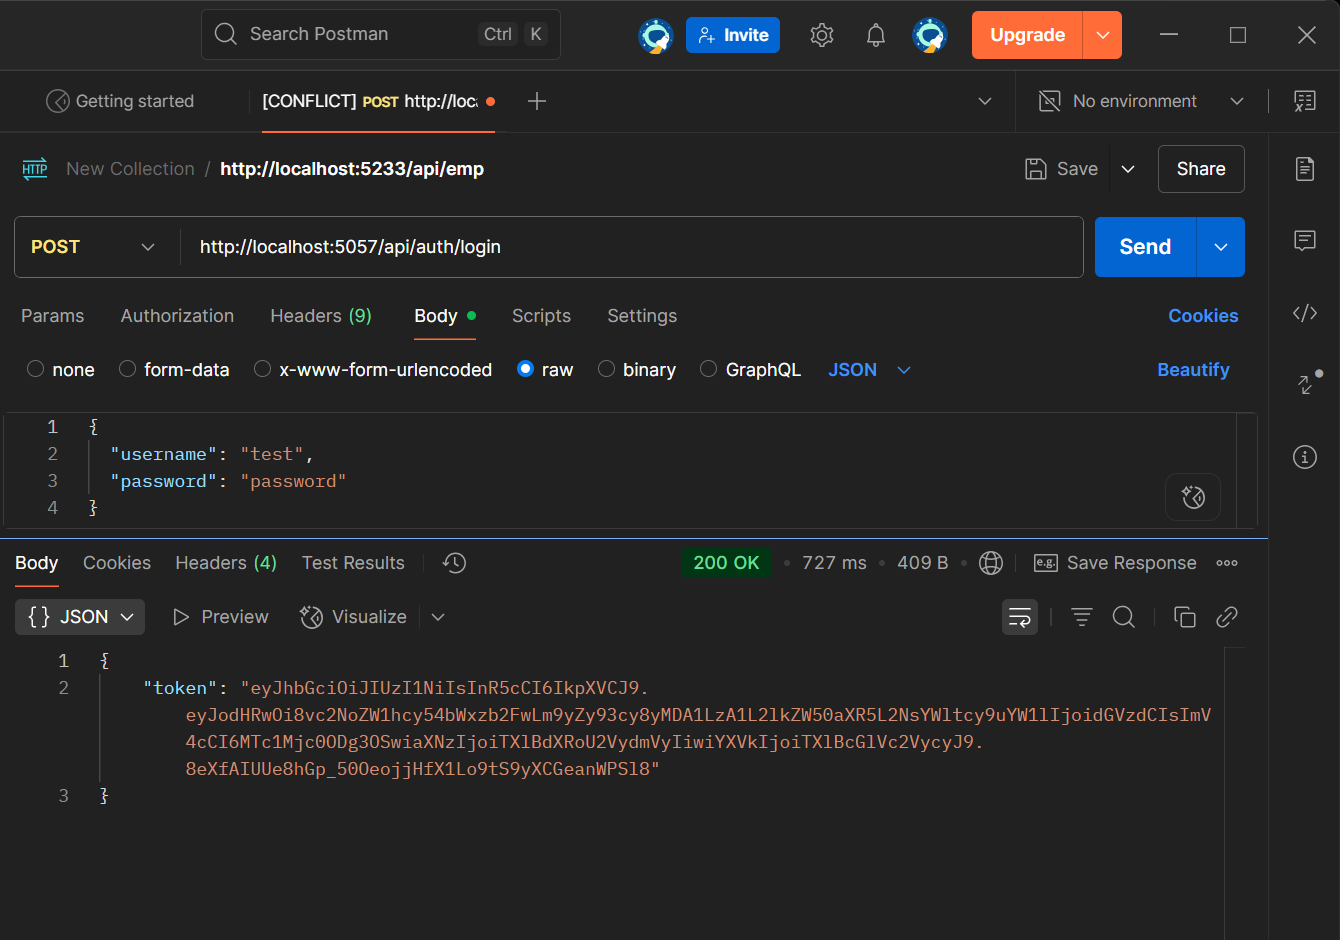 Search Postman Ctrl K Invite Upgrade
Getting started [CONFLICT] POST http://loc No environment
HTTP New Collection / http://localhost:5233/api/emp Save Share
POST http://localhost:5057/api/auth/login Send
Params Authorization Headers (9) Body Scripts Settings Cookies
none form-data x-www-form-urlencoded raw binary GraphQL JSON Beautify
1 {
2 "username": "test",
3 "password": "password"
4 }
Body Cookies Headers (4) Test Results 200 OK • 727 ms • 409 B • e.g. Save Response
{} JSON Preview Visualize
1 {
2 "token": "eyJhbGciOiJIUzI1NiIsInR5cCI6IkpXVCJ9.
eyJodHRwOi8vc2NoZW1hcy54bWxzb2FwLm9yZy93cy8yMDA1LzA1L2lkZW50aXR5L2NsYWltcy9uYW1lIjoidGVzdCIsImV
4cCI6MTc1Mjc0ODg3OSwiaXNzIjoiTXlBdXRoU2VydmVyIiwiYXVkIjoiTXlBcGlVc2VycyJ9.
8eXfAIUUe8hGp_50OeojjHfX1Lo9tS9yXCGeanWPSl8"
3 }